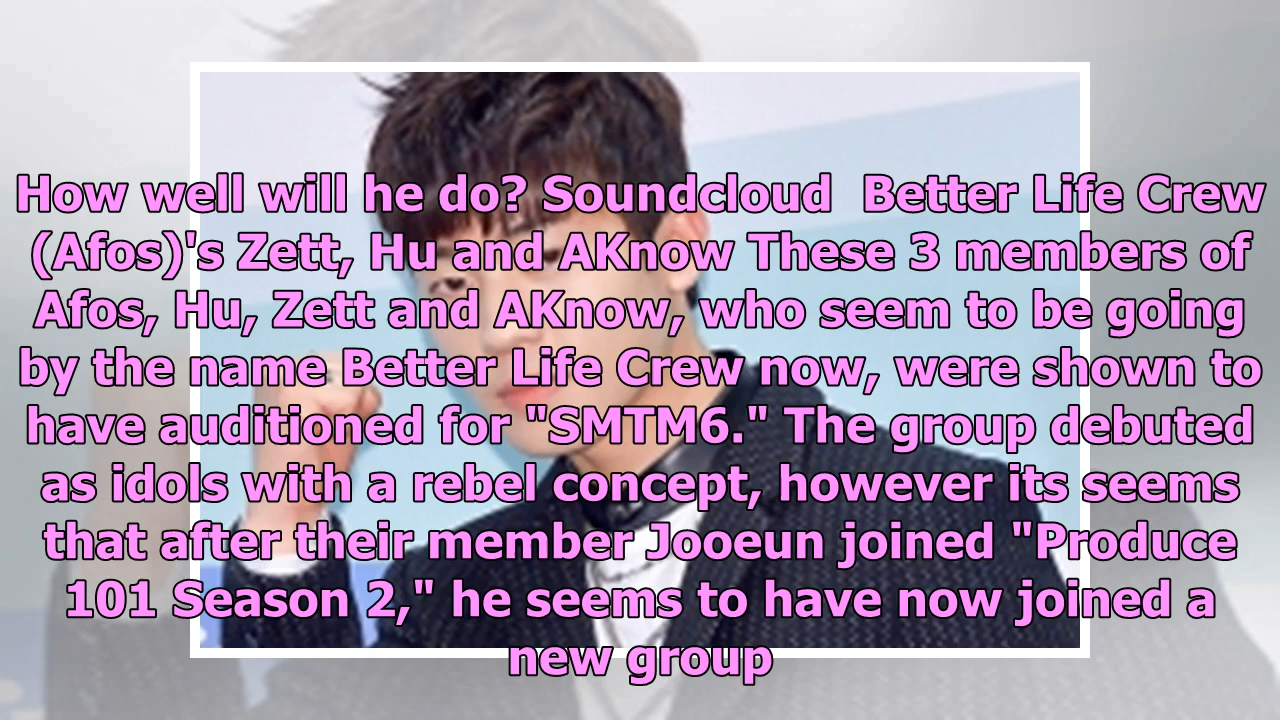 How well will he do? Soundcloud  Better Life Crew
(Afos)'s Zett, Hu and AKnow These 3 members of
Afos, Hu, Zett and AKnow, who seem to be going
by the name Better Life Crew now, were shown to
have auditioned for "SMTM6." The group debuted
as idols with a rebel concept, however its seems
that after their member Jooeun joined "Produce
101 Season 2," he seems to have now joined a
new group